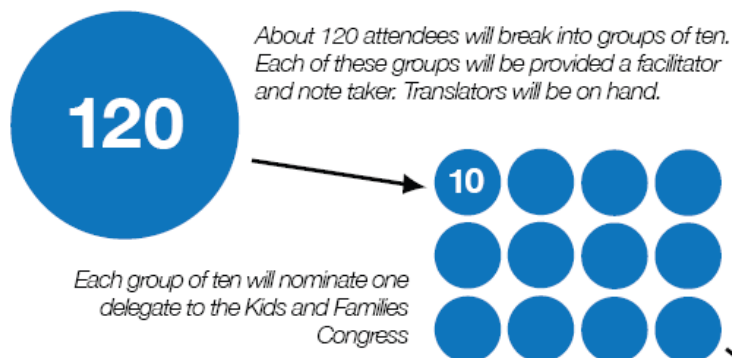 About 120 attendees will break into groups of ten.
Each of these groups will be provided a facilitator
and note taker. Translators will be on hand.
120
10
Each group of ten will nominate one
delegate to the Kids and Families
Congress